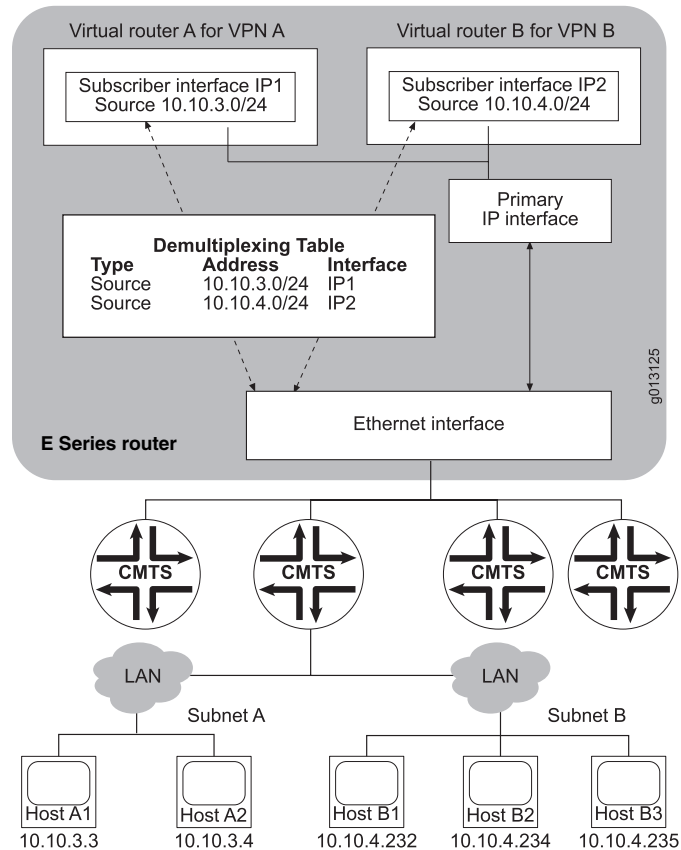 Virtual router A for VPN A
Virtual router B for VPN B
Subscriber interface IP1
Source 10.10.3.0/24
Subscriber interface IP2
Source 10.10.4.0/24
Primary
IP interface
Demultiplexing Table
Type Address Interface
Source 10.10.3.0/24 IP1
Source 10.10.4.0/24 IP2
g013125
Ethernet interface
E Series router
CMTS
CMTS
CMTS
CMTS
LAN
LAN
Subnet A
Subnet B
Host A1
Host A2
Host B1
Host B2
Host B3
10.10.3.3
10.10.3.4
10.10.4.232
10.10.4.234
10.10.4.235